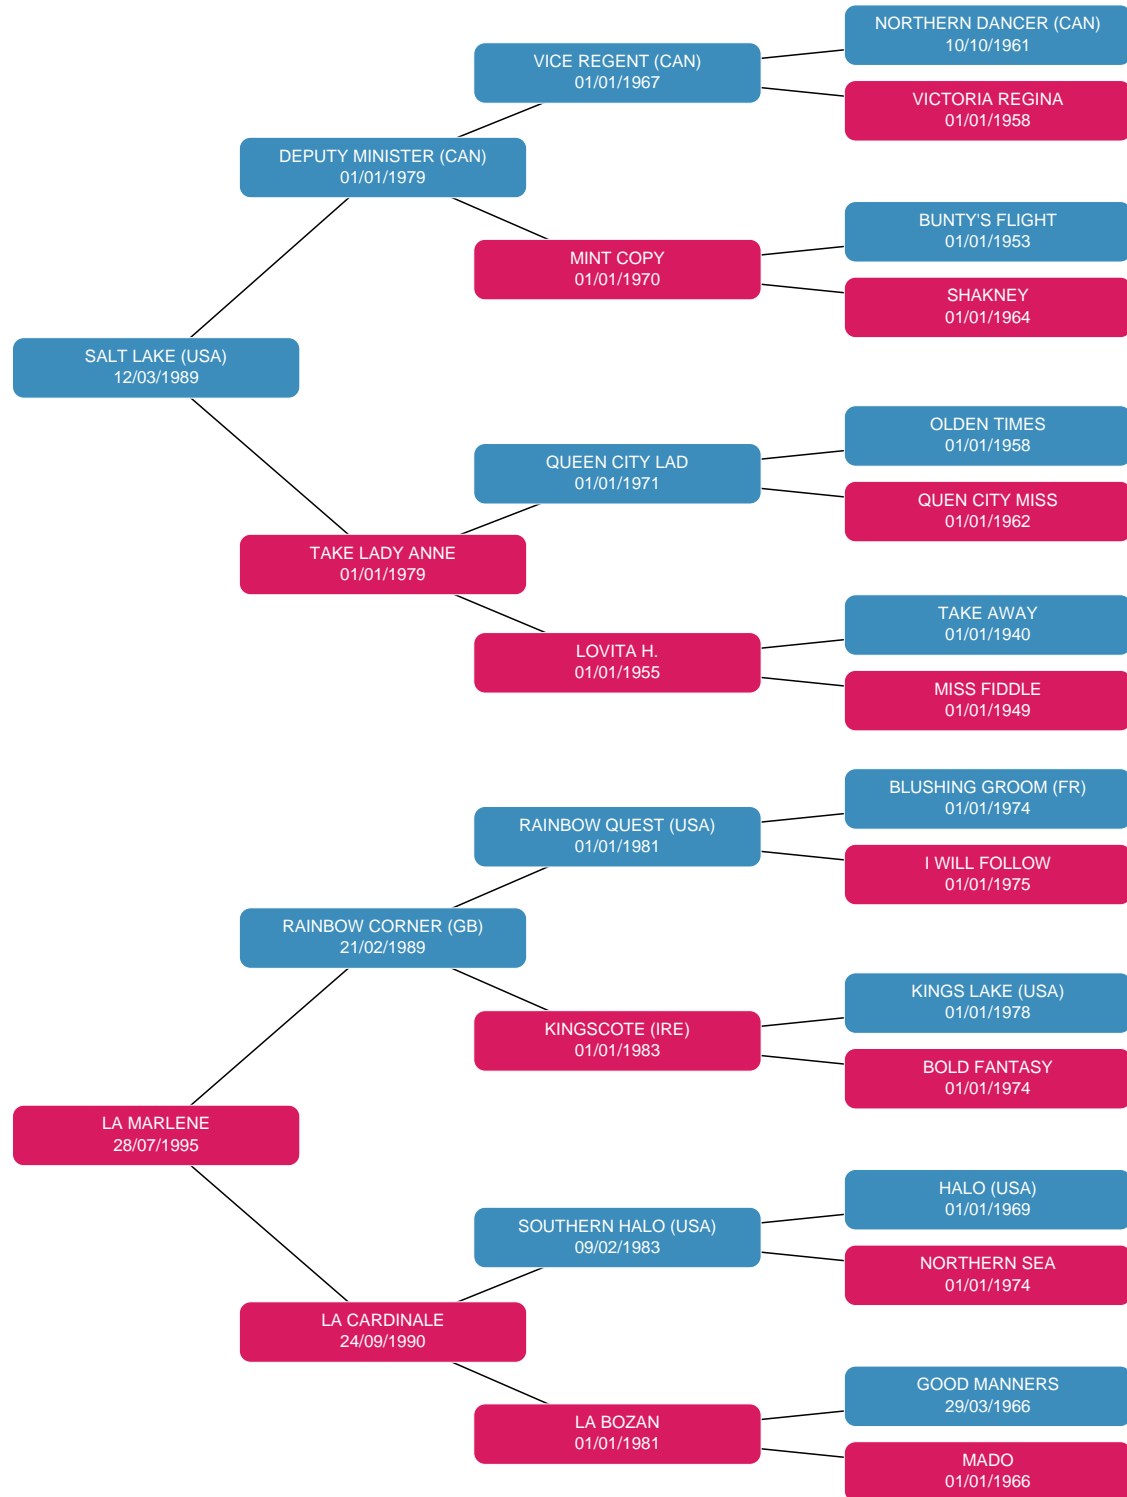 NORTHERN DANCER (CAN)
10/10/1961
VICE REGENT (CAN)
01/01/1967
VICTORIA REGINA
01/01/1958
DEPUTY MINISTER (CAN)
01/01/1979
BUNTY'S FLIGHT
01/01/1953
MINT COPY
01/01/1970
SHAKNEY
01/01/1964
SALT LAKE (USA)
12/03/1989
OLDEN TIMES
01/01/1958
QUEEN CITY LAD
01/01/1971
QUEN CITY MISS
01/01/1962
TAKE LADY ANNE
01/01/1979
TAKE AWAY
01/01/1940
LOVITA H.
01/01/1955
MISS FIDDLE
01/01/1949
BLUSHING GROOM (FR)
01/01/1974
RAINBOW QUEST (USA)
01/01/1981
I WILL FOLLOW
01/01/1975
RAINBOW CORNER (GB)
21/02/1989
KINGS LAKE (USA)
01/01/1978
KINGSCOTE (IRE)
01/01/1983
BOLD FANTASY
01/01/1974
LA MARLENE
28/07/1995
HALO (USA)
01/01/1969
SOUTHERN HALO (USA)
09/02/1983
NORTHERN SEA
01/01/1974
LA CARDINALE
24/09/1990
GOOD MANNERS
29/03/1966
LA BOZAN
01/01/1981
MADO
01/01/1966